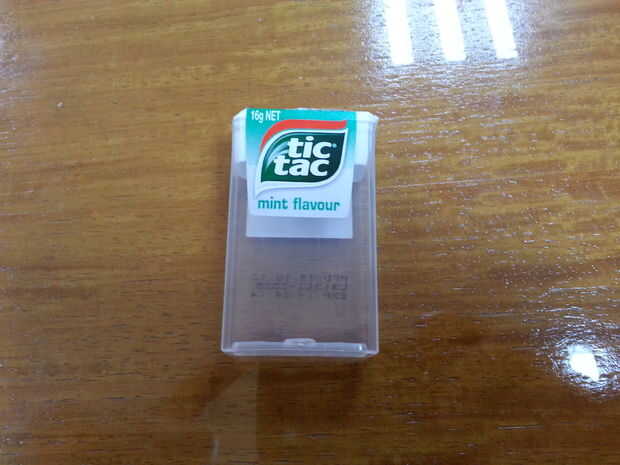 16g NET
tic
tac
mint flavour